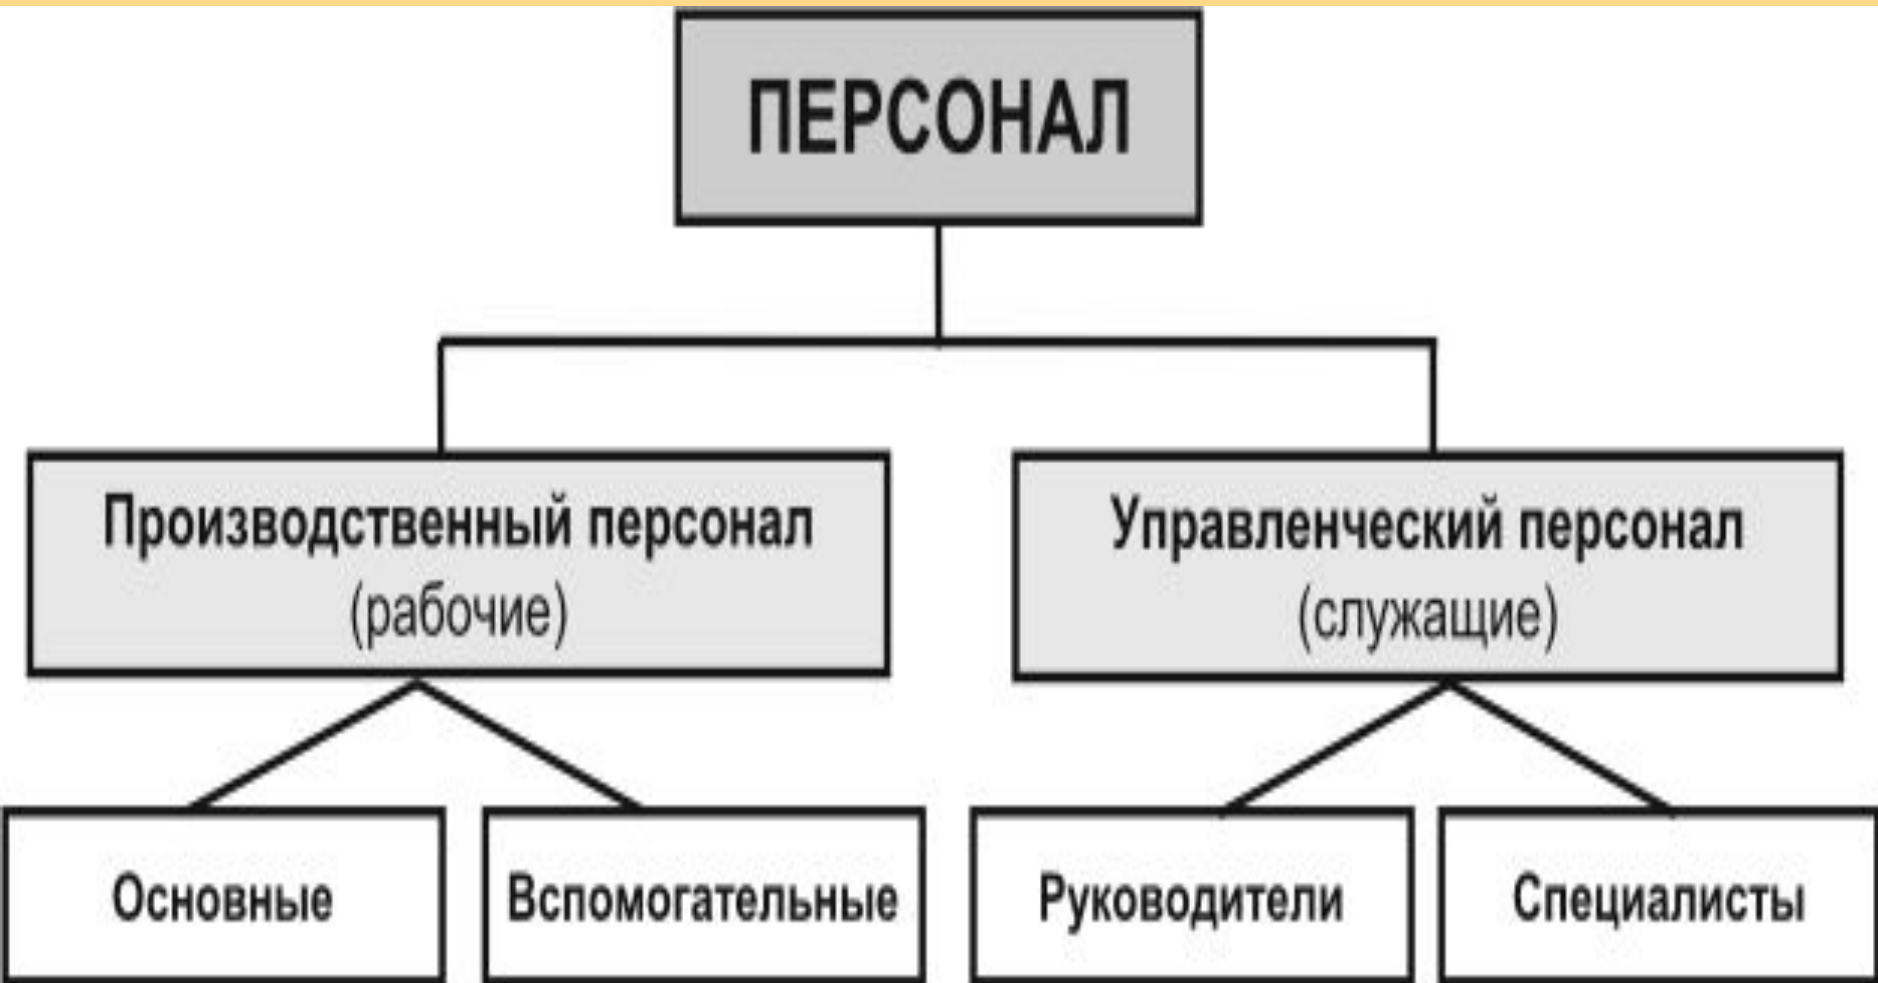 ПЕРСОНАЛ
Производственный персонал
(рабочие)
Управленческий персонал
(служащие)
Основные
Вспомогательные
Руководители
Специалисты